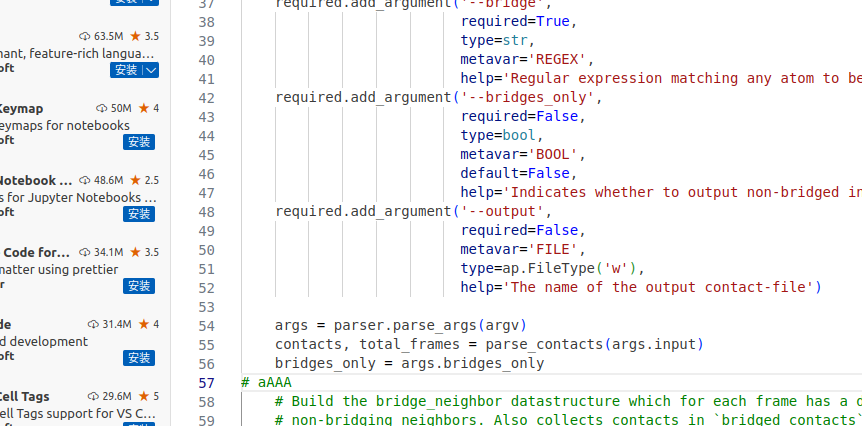 安装
63.5M ★ 3.5
nant, feature-rich langua...
oft
安装
Keymap 50M ★ 4
eymaps for notebooks
oft
安装
Notebook ... 48.6M ★ 2.5
s for Jupyter Notebooks ...
oft
安装
Code for... 34.1M ★ 3.5
matter using prettier
r
安装
de 31.4M ★ 4
d development
oft
安装
Cell Tags 29.6M ★ 5
ell Tags support for VS C...
oft
安装
37 required.add_argument('--bridge',
38 required=True,
39 type=str,
40 metavar='REGEX',
41 help='Regular expression matching any atom to be
42 required.add_argument('--bridges_only',
43 required=False,
44 type=bool,
45 metavar='BOOL',
46 default=False,
47 help='Indicates whether to output non-bridged in
48 required.add_argument('--output',
49 required=False,
50 metavar='FILE',
51 type=ap.FileType('w'),
52 help='The name of the output contact-file')
53
54 args = parser.parse_args(argv)
55 contacts, total_frames = parse_contacts(args.input)
56 bridges_only = args.bridges_only
57 # aAAA
58 # Build the bridge_neighbor datastructure which for each frame has a d
59 # non-bridging neighbors. Also collects contacts in `bridged_contacts`